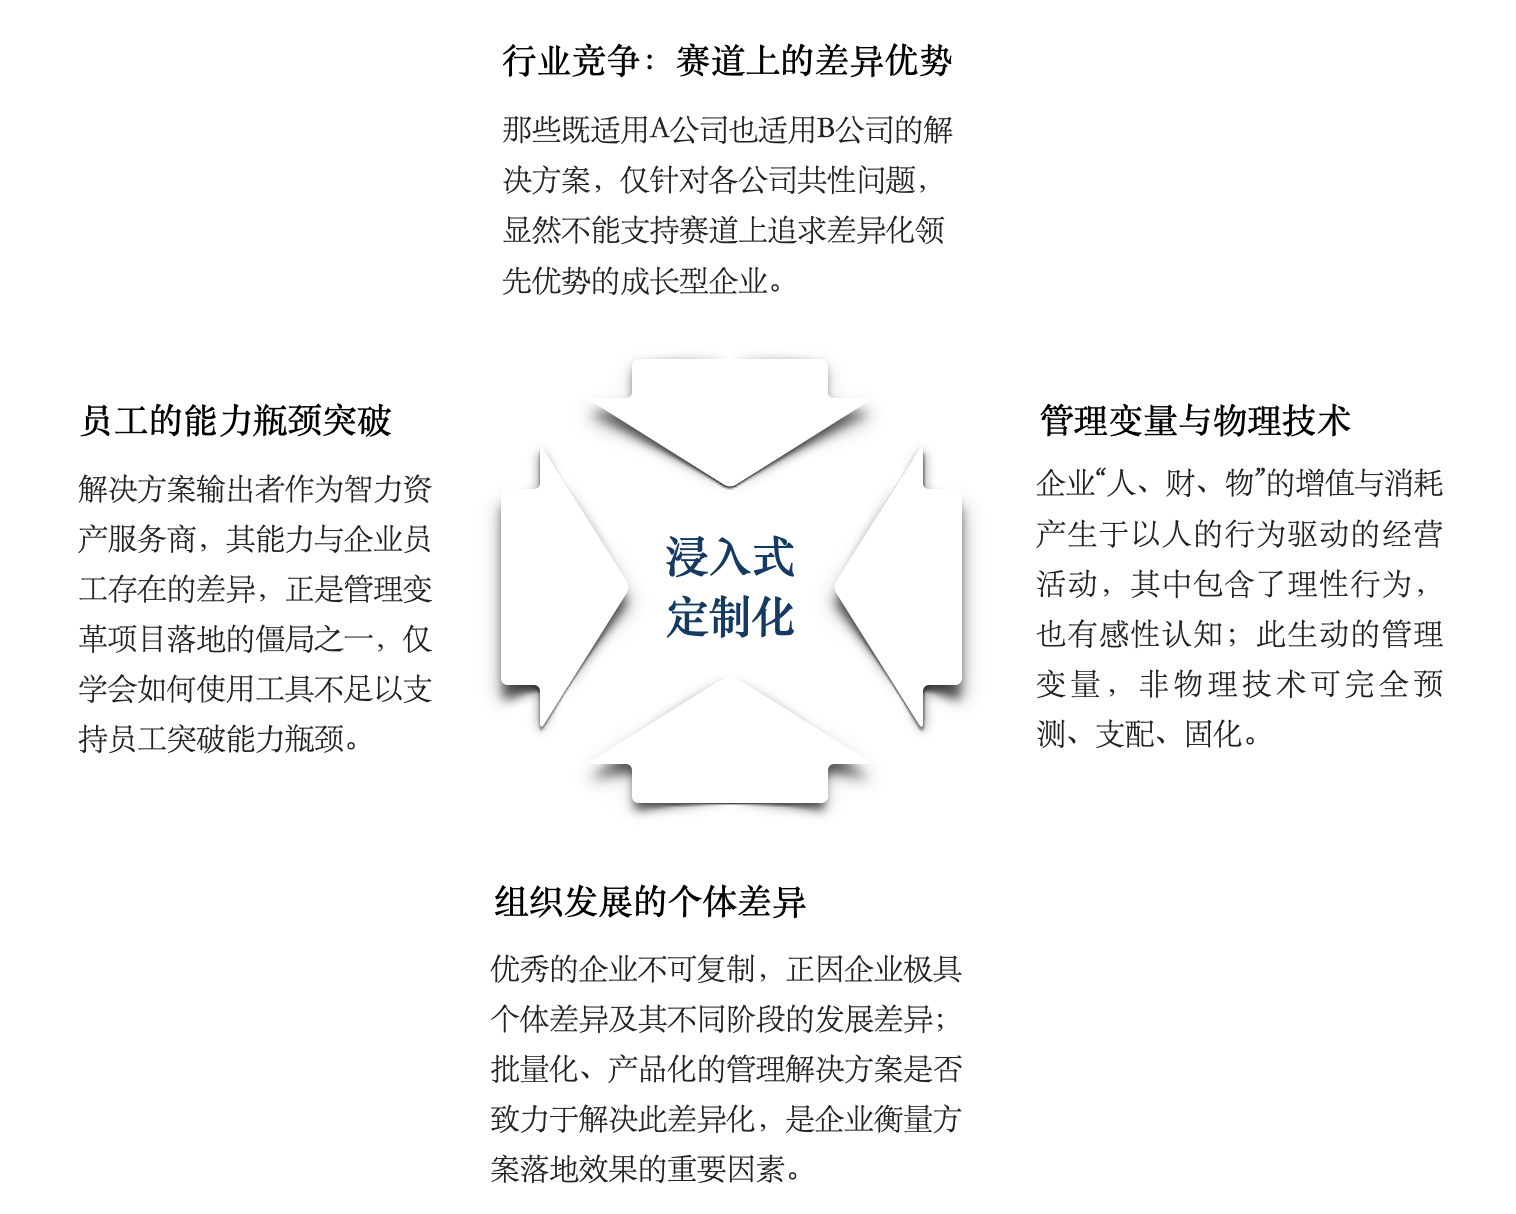 行业竞争：赛道上的差异优势
那些既适用A公司也适用B公司的解
决方案，仅针对各公司共性问题，
显然不能支持赛道上追求差异化领
先优势的成长型企业。
员工的能力瓶颈突破
解决方案输出者作为智力资
产服务商，其能力与企业员
工存在的差异，正是管理变
革项目落地的僵局之一，仅
学会如何使用工具不足以支
持员工突破能力瓶颈。
浸入式
定制化
管理变量与物理技术
企业“人、财、物”的增值与消耗
产生于以人的行为驱动的经营
活动，其中包含了理性行为，
也有感性认知；此生动的管理
变量，非物理技术可完全预
测、支配、固化。
组织发展的个体差异
优秀的企业不可复制，正因企业极具
个体差异及其不同阶段的发展差异；
批量化、产品化的管理解决方案是否
致力于解决此差异化，是企业衡量方
案落地效果的重要因素。